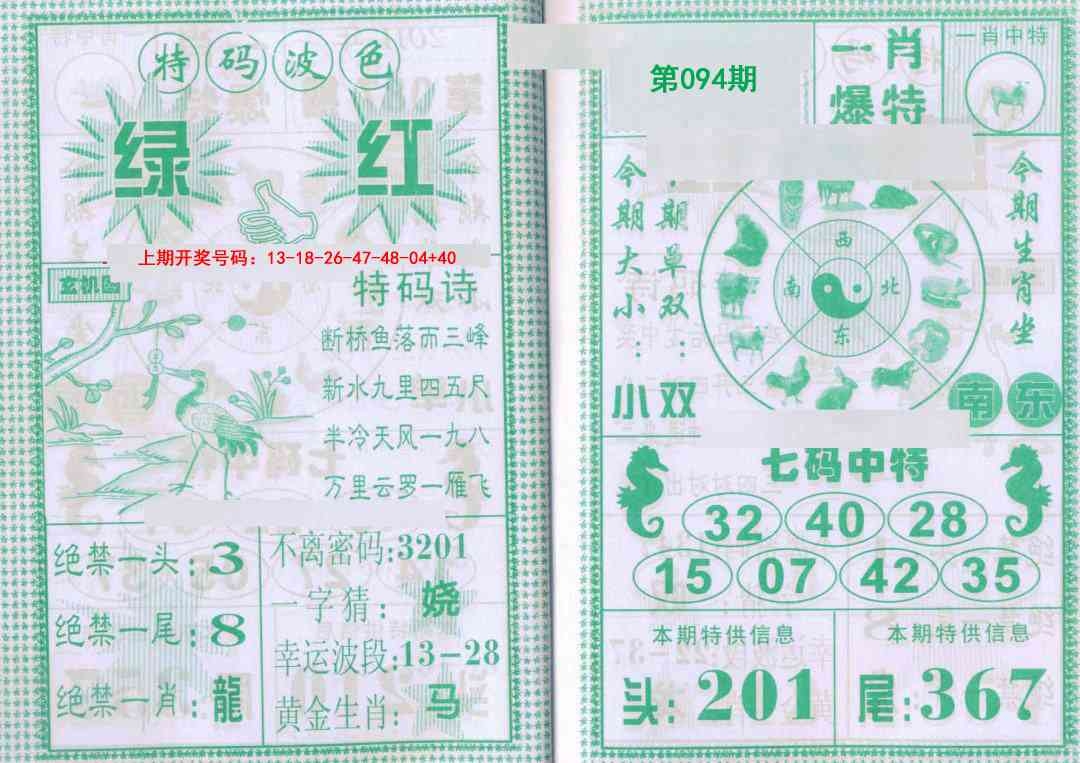 特码波色
绿 红
上期开奖号码：13-18-26-47-48-04+40
玄机图
特码诗
断桥鱼落而三峰
新水九里四五尺
半冷天风一九八
万里云罗一雁飞
绝禁一头：3
绝禁一尾：8
绝禁一肖：龍
不离密码：3201
一字猜：烧
幸运波段：13-28
黄金生肖：马
第094期
一肖
爆特
一肖中特
今期大小：小
期单双：双
今期生肖坐
南东
西
南 北
东
七码中特
32 40 28
15 07 42 35
本期特供信息
头：201
本期特供信息
尾：367